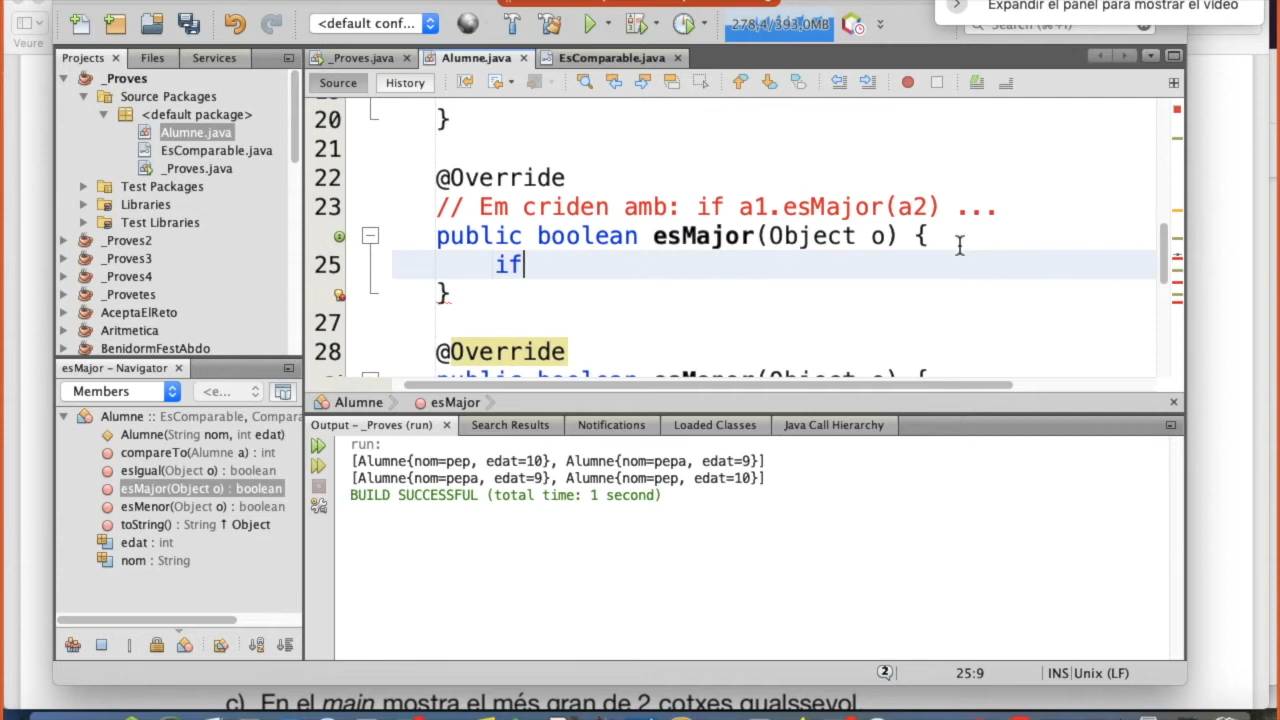 Expandir el panel para mostrar el vídeo
Veure
<default conf...
278,4/393,0MB
Search (⌘+I)
Projects
Files
Services
_Proves.java
Alumne.java
EsComparable.java
Source
History
_Proves
Source Packages
<default package>
Alumne.java
EsComparable.java
_Proves.java
Test Packages
Libraries
Test Libraries
_Proves2
_Proves3
_Proves4
_Provetes
AceptaElReto
Aritmetica
BenidormFestAbdo
20 }
21
22 @Override
23 // Em criden amb: if a1.esMajor(a2) ...
public boolean esMajor(Object o) {
25 if
}
27
28 @Override
public boolean esMenor(Object o) {
Alumne
esMajor
esMajor - Navigator
Members
<e...
Alumne :: EsComparable, Compara
Alumne(String nom, int edat)
compareTo(Alumne a) : int
esIgual(Object o) : boolean
esMajor(Object o) : boolean
esMenor(Object o) : boolean
toString() : String ↑ Object
edat : int
nom : String
Output - _Proves (run)
Search Results
Notifications
Loaded Classes
Java Call Hierarchy
run:
[Alumne{nom=pep, edat=10}, Alumne{nom=pepa, edat=9}]
[Alumne{nom=pepa, edat=9}, Alumne{nom=pep, edat=10}]
BUILD SUCCESSFUL (total time: 1 second)
2
25:9
INS
Unix (LF)
c) En el main mostra el més gran de 2 cotxes qualssevol.